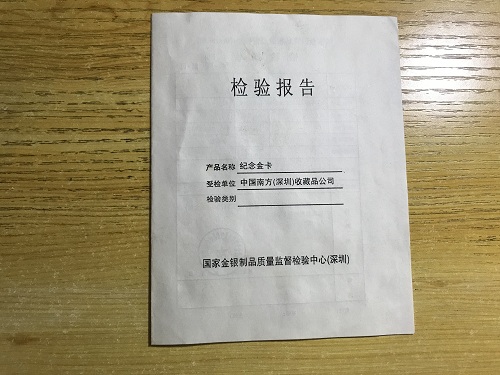 检验报告
产品名称 纪念金卡
受检单位 中国南方(深圳)收藏品公司
检验类别
国家金银制品质量监督检验中心(深圳)